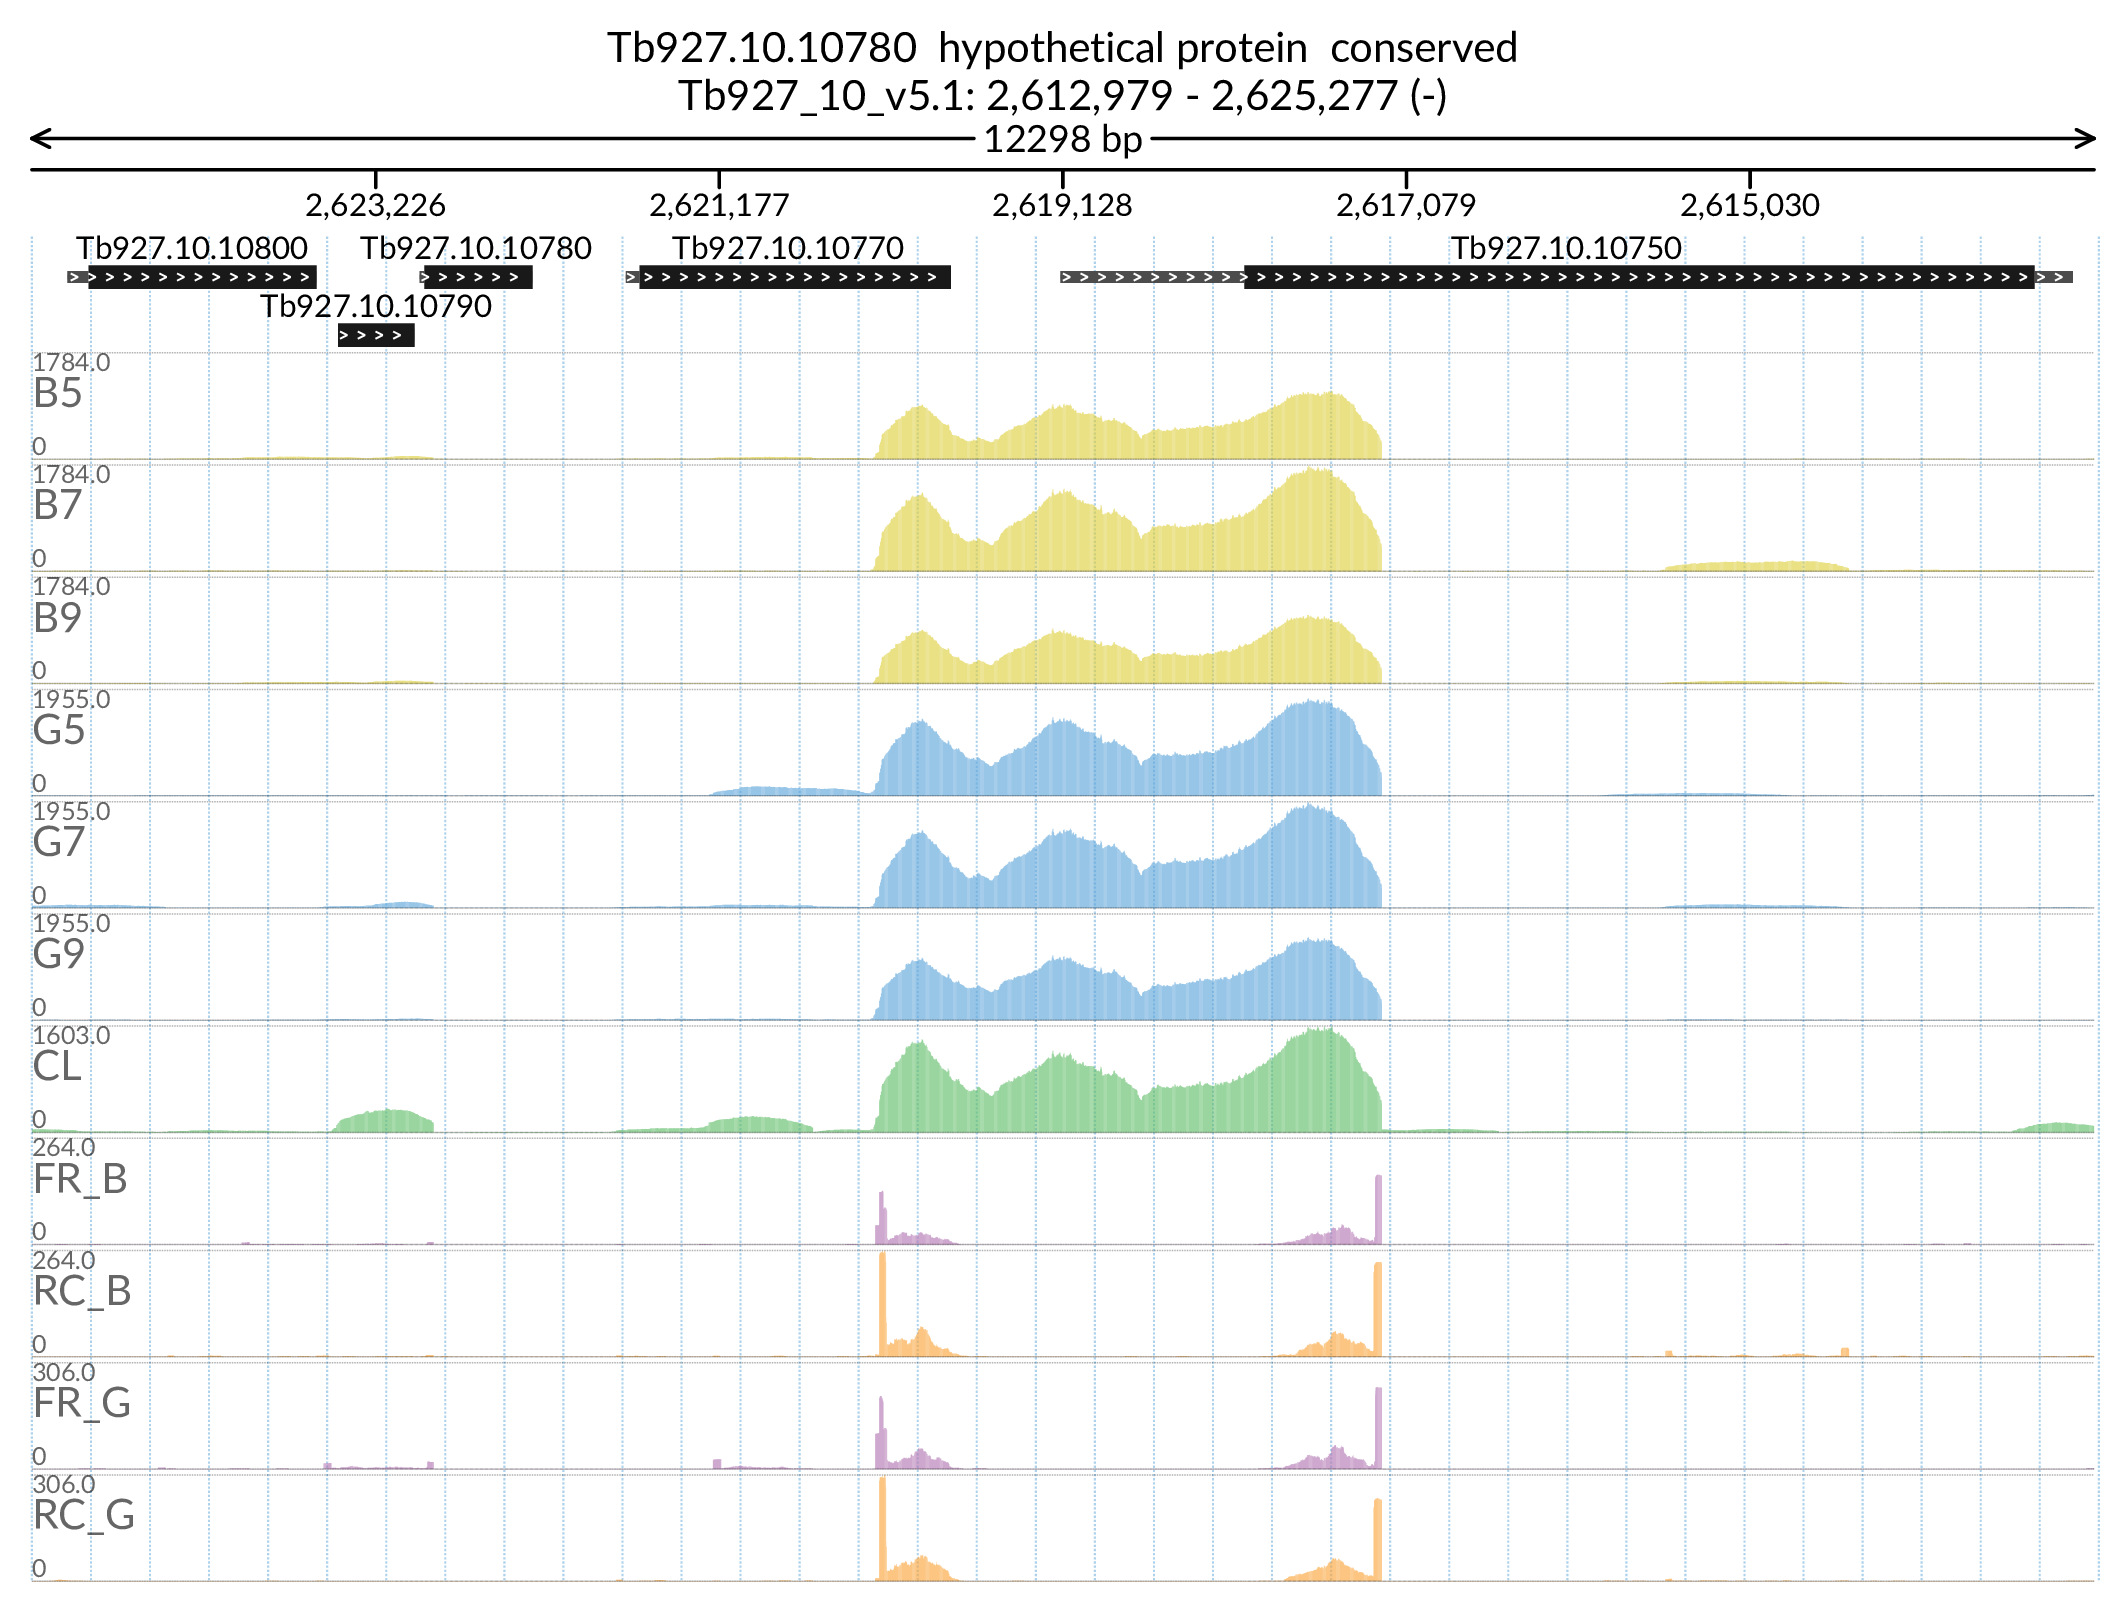 Tb927.10.10780  hypothetical protein  conserved
Tb927_10_v5.1: 2,612,979 - 2,625,277 (-)
12298 bp
2,623,226 2,621,177 2,619,128 2,617,079 2,615,030
Tb927.10.10800 Tb927.10.10780 Tb927.10.10770 Tb927.10.10750
Tb927.10.10790
1784.0
B5
0
1784.0
B7
0
1784.0
B9
0
1955.0
G5
0
1955.0
G7
0
1955.0
G9
0
1603.0
CL
0
264.0
FR_B
0
264.0
RC_B
0
306.0
FR_G
0
306.0
RC_G
0